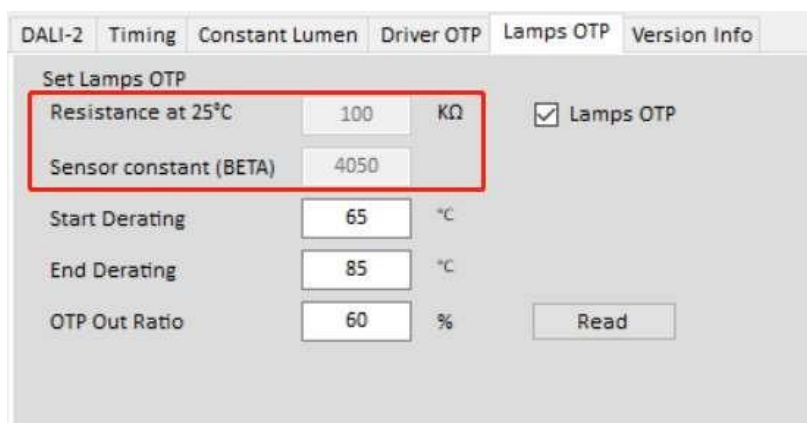 DALI-2 Timing Constant Lumen Driver OTP Lamps OTP Version Info
Set Lamps OTP
Resistance at 25°C 100 KΩ Lamps OTP
Sensor constant (BETA) 4050
Start Derating 65 °C
End Derating 85 °C
OTP Out Ratio 60 % Read